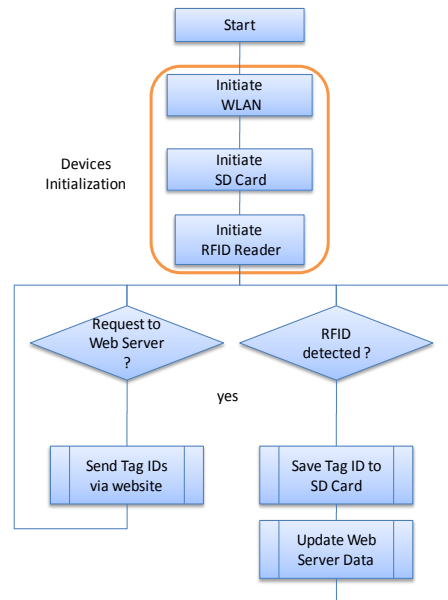 Start
Initiate
WLAN
Devices
Initialization
Initiate
SD Card
Initiate
RFID Reader
Request to
Web Server
?
RFID
detected ?
yes
Send Tag IDs
via website
Save Tag ID to
SD Card
Update Web
Server Data